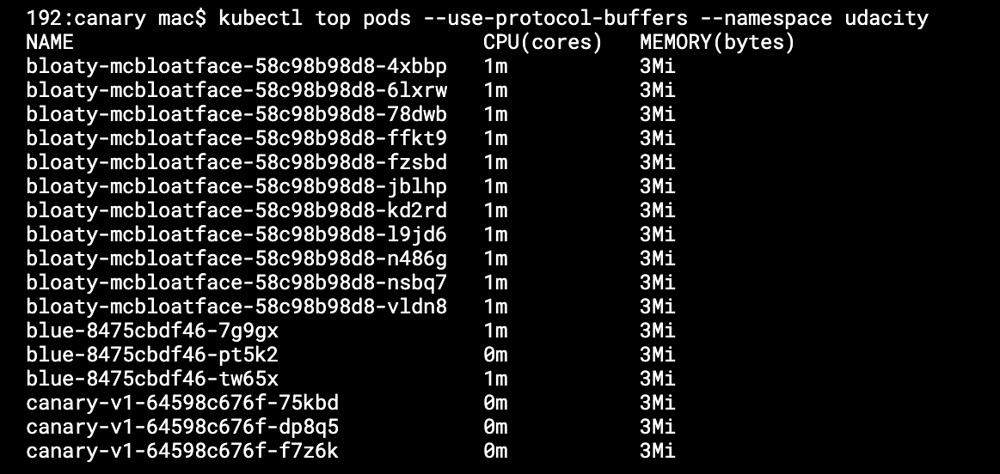 192:canary mac$ kubectl top pods --use-protocol-buffers --namespace udacity
NAME CPU(cores) MEMORY(bytes)
bloaty-mcbloatface-58c98b98d8-4xbbp 1m 3Mi
bloaty-mcbloatface-58c98b98d8-6lxrw 1m 3Mi
bloaty-mcbloatface-58c98b98d8-78dwb 1m 3Mi
bloaty-mcbloatface-58c98b98d8-ffkt9 1m 3Mi
bloaty-mcbloatface-58c98b98d8-fzsbd 1m 3Mi
bloaty-mcbloatface-58c98b98d8-jblhp 1m 3Mi
bloaty-mcbloatface-58c98b98d8-kd2rd 1m 3Mi
bloaty-mcbloatface-58c98b98d8-l9jd6 1m 3Mi
bloaty-mcbloatface-58c98b98d8-n486g 1m 3Mi
bloaty-mcbloatface-58c98b98d8-nsbq7 1m 3Mi
bloaty-mcbloatface-58c98b98d8-vldn8 1m 3Mi
blue-8475cbdf46-7g9gx 1m 3Mi
blue-8475cbdf46-pt5k2 0m 3Mi
blue-8475cbdf46-tw65x 1m 3Mi
canary-v1-64598c676f-75kbd 0m 3Mi
canary-v1-64598c676f-dp8q5 0m 3Mi
canary-v1-64598c676f-f7z6k 0m 3Mi